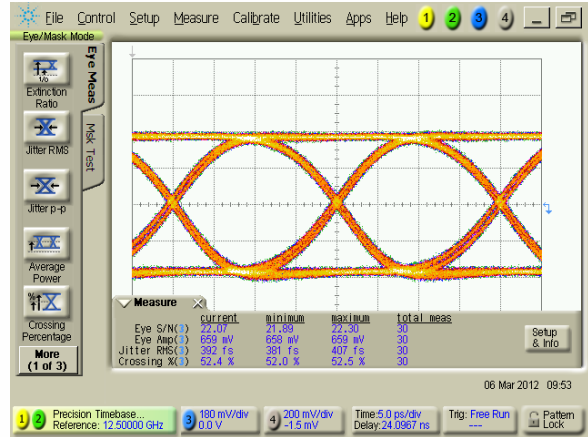 File Control Setup Measure Calibrate Utilities Apps Help 1 2 3 4
Eye/Mask Mode
Eye Meas
Msk Test
1/0
Extinction
Ratio
Jitter RMS
Jitter p-p
Average
Power
%
Crossing
Percentage
More
(1 of 3)
Measure
current minimum maximum total meas
Eye S/N(3) 22.07 21.89 22.30 30
Eye Amp(3) 659 mV 658 mV 659 mV 30
Jitter RMS(3) 392 fs 381 fs 407 fs 30
Crossing %(3) 52.4 % 52.0 % 52.5 % 30
Setup
& Info
06 Mar 2012 09:53
1 2 Precision Timebase...
Reference: 12.50000 GHz
3 180 mV/div
0.0 V
4 200 mV/div
-1.5 mV
Time:5.0 ps/div
Delay:24.0967 ns
Trig: Free Run
---
Pattern
Lock